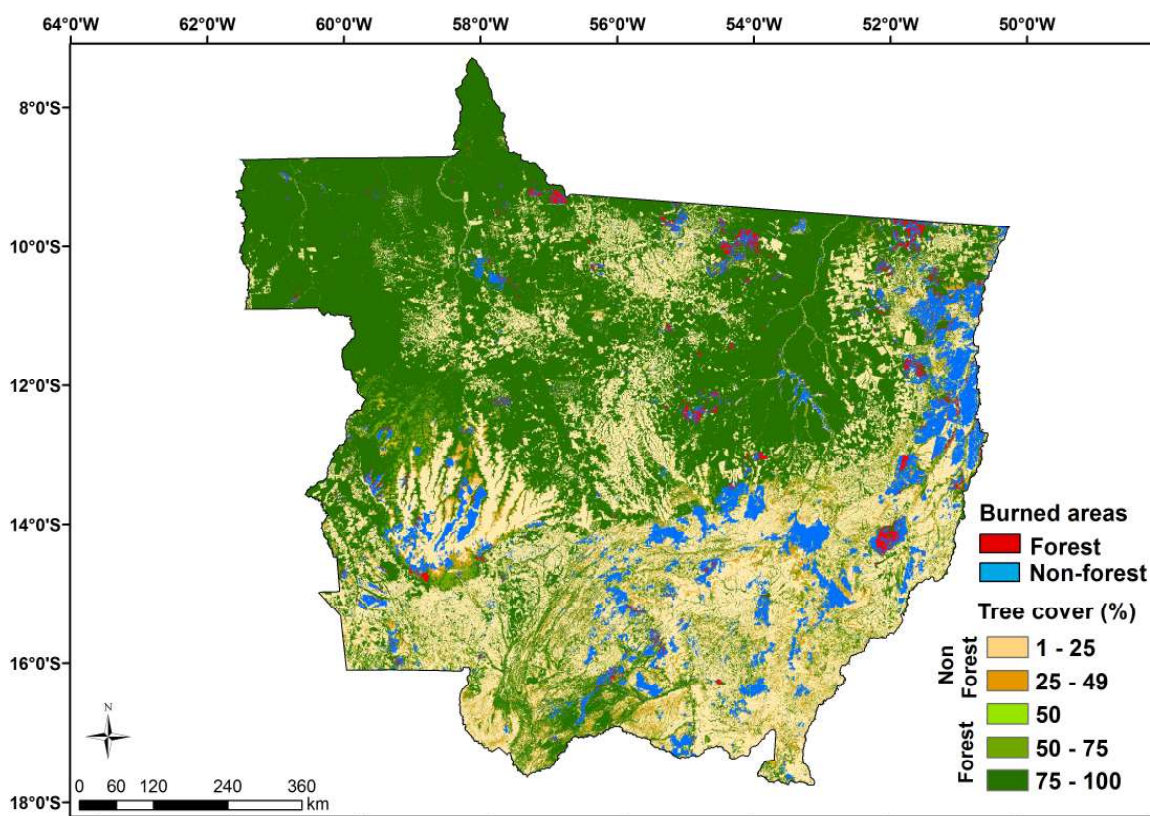 64°0'W 62°0'W 60°0'W 58°0'W 56°0'W 54°0'W 52°0'W 50°0'W
8°0'S
10°0'S
12°0'S
14°0'S
16°0'S
18°0'S
Burned areas
Forest
Non-forest
Tree cover (%)
Non Forest
1 - 25
25 - 49
Forest
50
50 - 75
75 - 100
N
0 60 120 240 360
km